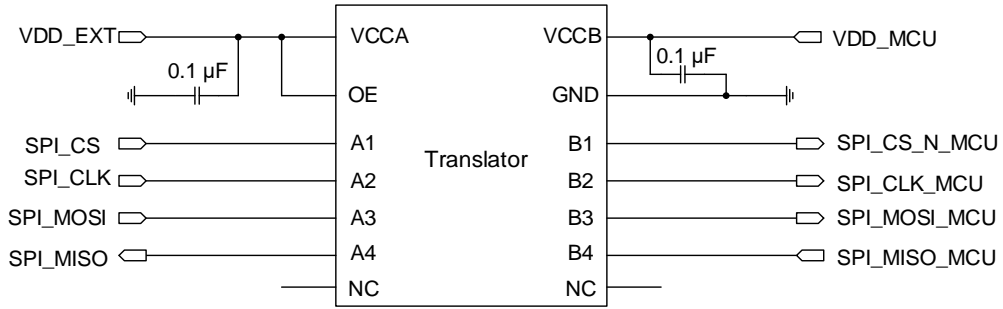 VDD_EXT VCCA VCCB VDD_MCU
0.1 µF 0.1 µF
OE GND
SPI_CS A1 B1 SPI_CS_N_MCU
Translator
SPI_CLK A2 B2 SPI_CLK_MCU
SPI_MOSI A3 B3 SPI_MOSI_MCU
SPI_MISO A4 B4 SPI_MISO_MCU
NC NC